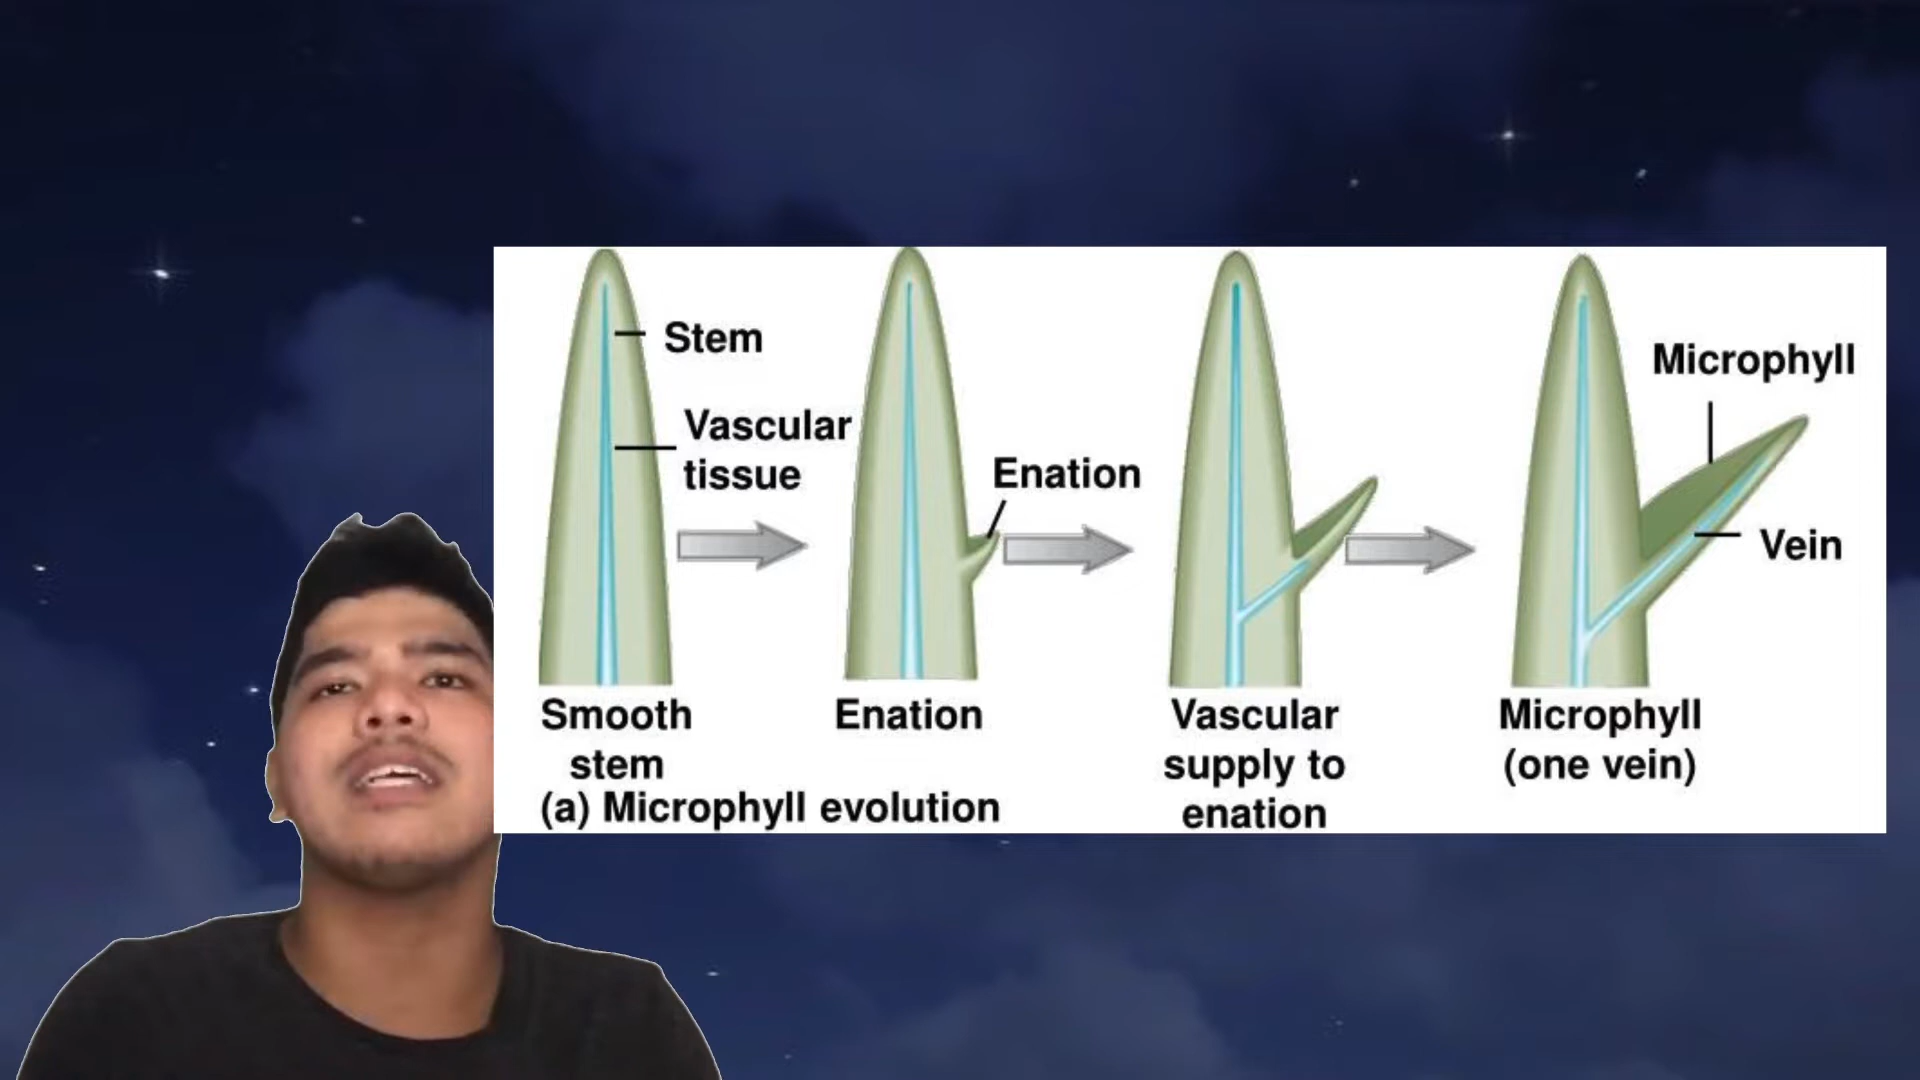 Stem
Vascular
tissue
Enation
Microphyll
Vein
Smooth
stem
Enation
Vascular
supply to
enation
Microphyll
(one vein)
(a) Microphyll evolution